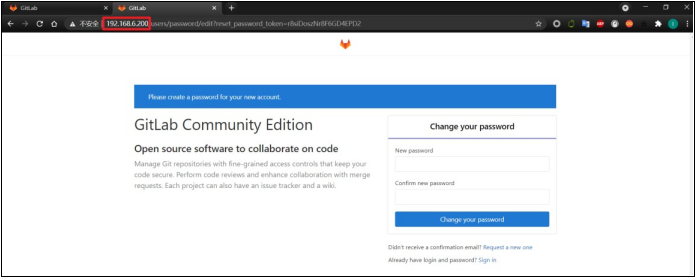 GitLab
GitLab
不安全
192.168.6.200/users/password/edit?reset_password_token=r8siDoszNr8F6GD4EPD2
Please create a password for your new account.
GitLab Community Edition
Open source software to collaborate on code
Manage Git repositories with fine-grained access controls that keep your
code secure. Perform code reviews and enhance collaboration with merge
requests. Each project can also have an issue tracker and a wiki.
Change your password
New password
Confirm new password
Change your password
Didn't receive a confirmation email? Request a new one
Already have login and password? Sign in